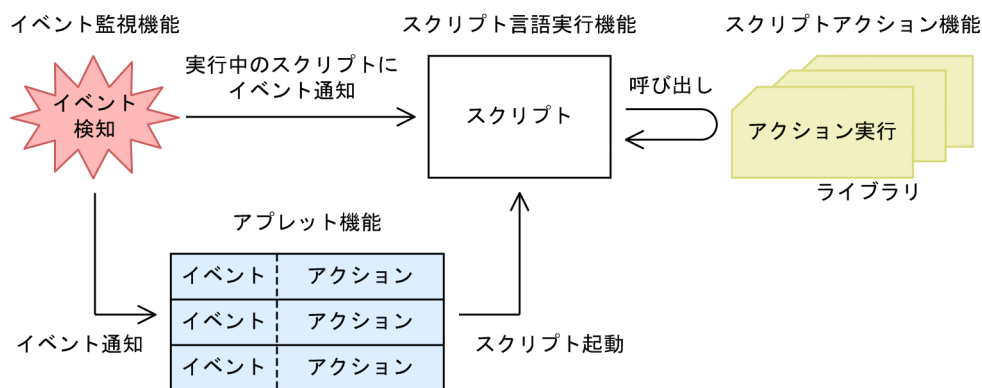 イベント監視機能
スクリプト言語実行機能
スクリプトアクション機能
実行中のスクリプトに
イベント通知
イベント
検知
スクリプト
呼び出し
アクション実行
ライブラリ
アプレット機能
イベント アクション
イベント アクション
イベント アクション
イベント通知
スクリプト起動